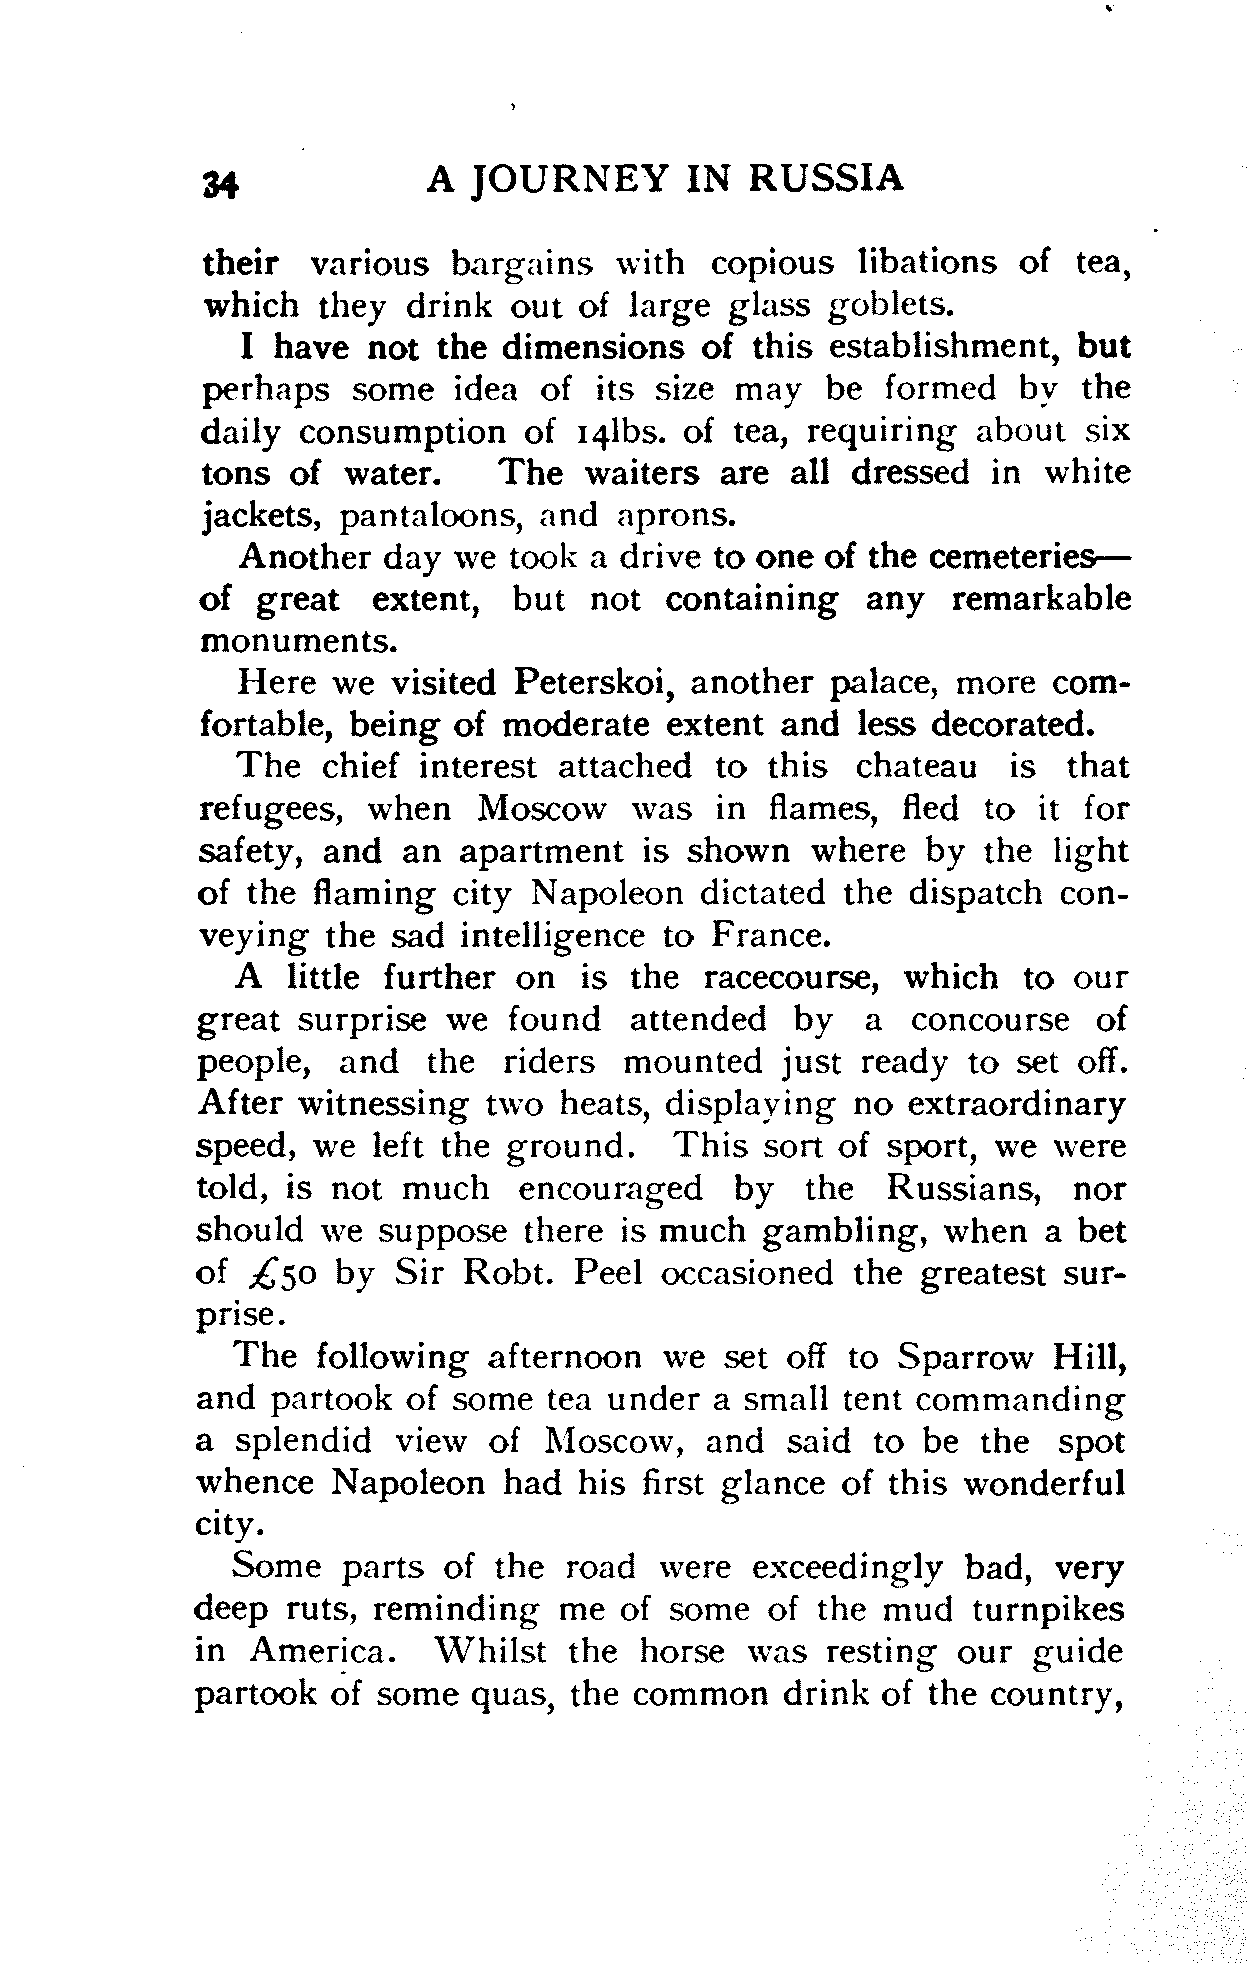 34 A JOURNEY IN RUSSIA
their various bargains with copious libations of tea,
which they drink out of large glass goblets.
I have not the dimensions of this establishment, but
perhaps some idea of its size may be formed by the
daily consumption of 14lbs. of tea, requiring about six
tons of water. The waiters are all dressed in white
jackets, pantaloons, and aprons.
Another day we took a drive to one of the cemeteries—
of great extent, but not containing any remarkable
monuments.
Here we visited Peterskoi, another palace, more com-
fortable, being of moderate extent and less decorated.
The chief interest attached to this chateau is that
refugees, when Moscow was in flames, fled to it for
safety, and an apartment is shown where by the light
of the flaming city Napoleon dictated the dispatch con-
veying the sad intelligence to France.
A little further on is the racecourse, which to our
great surprise we found attended by a concourse of
people, and the riders mounted just ready to set off.
After witnessing two heats, displaying no extraordinary
speed, we left the ground. This sort of sport, we were
told, is not much encouraged by the Russians, nor
should we suppose there is much gambling, when a bet
of £50 by Sir Robt. Peel occasioned the greatest sur-
prise.
The following afternoon we set off to Sparrow Hill,
and partook of some tea under a small tent commanding
a splendid view of Moscow, and said to be the spot
whence Napoleon had his first glance of this wonderful
city.
Some parts of the road were exceedingly bad, very
deep ruts, reminding me of some of the mud turnpikes
in America. Whilst the horse was resting our guide
partook of some quas, the common drink of the country,